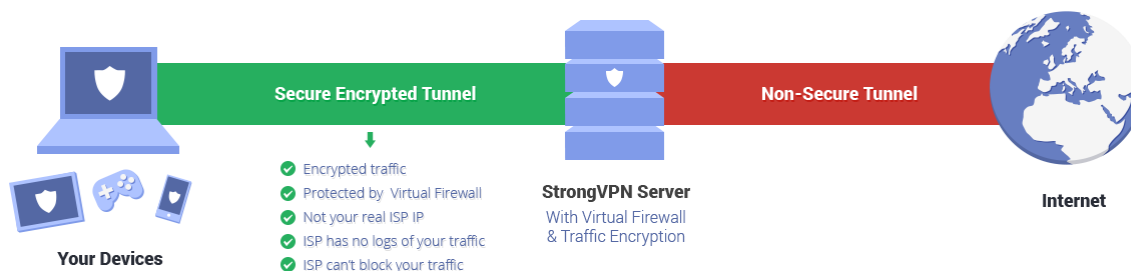 Secure Encrypted Tunnel
Non-Secure Tunnel
Encrypted traffic
Protected by Virtual Firewall
Not your real ISP IP
ISP has no logs of your traffic
ISP can't block your traffic
StrongVPN Server
With Virtual Firewall
& Traffic Encryption
Internet
Your Devices